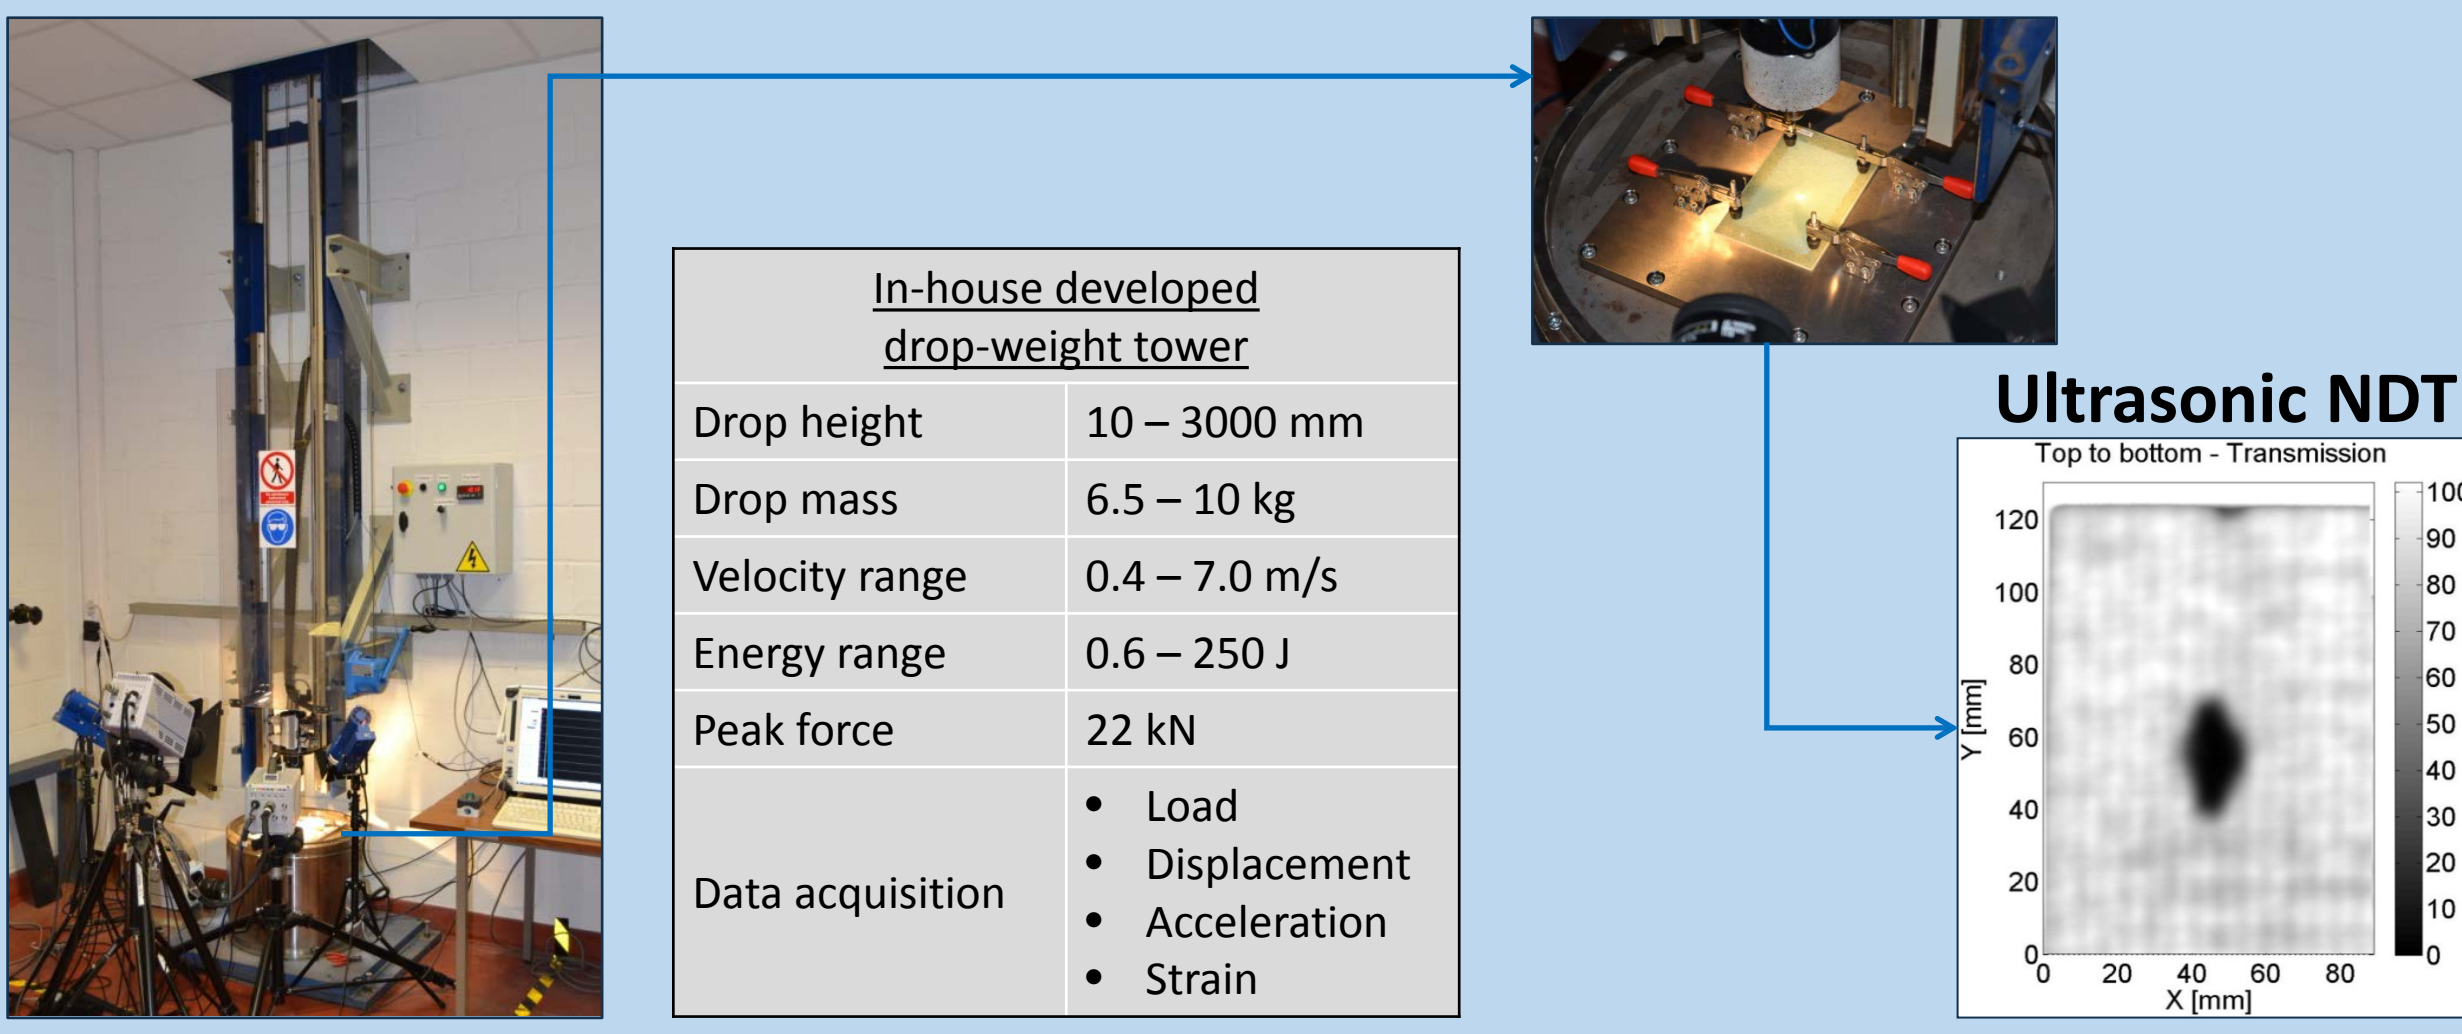 In-house developed
drop-weight tower
Drop height 10 – 3000 mm
Drop mass 6.5 – 10 kg
Velocity range 0.4 – 7.0 m/s
Energy range 0.6 – 250 J
Peak force 22 kN
Data acquisition
• Load
• Displacement
• Acceleration
• Strain
Ultrasonic NDT
Top to bottom - Transmission
120
100
80
60
40
20
0
Y [mm]
0 20 40 60 80
X [mm]
90
80
70
60
50
40
30
20
10
0